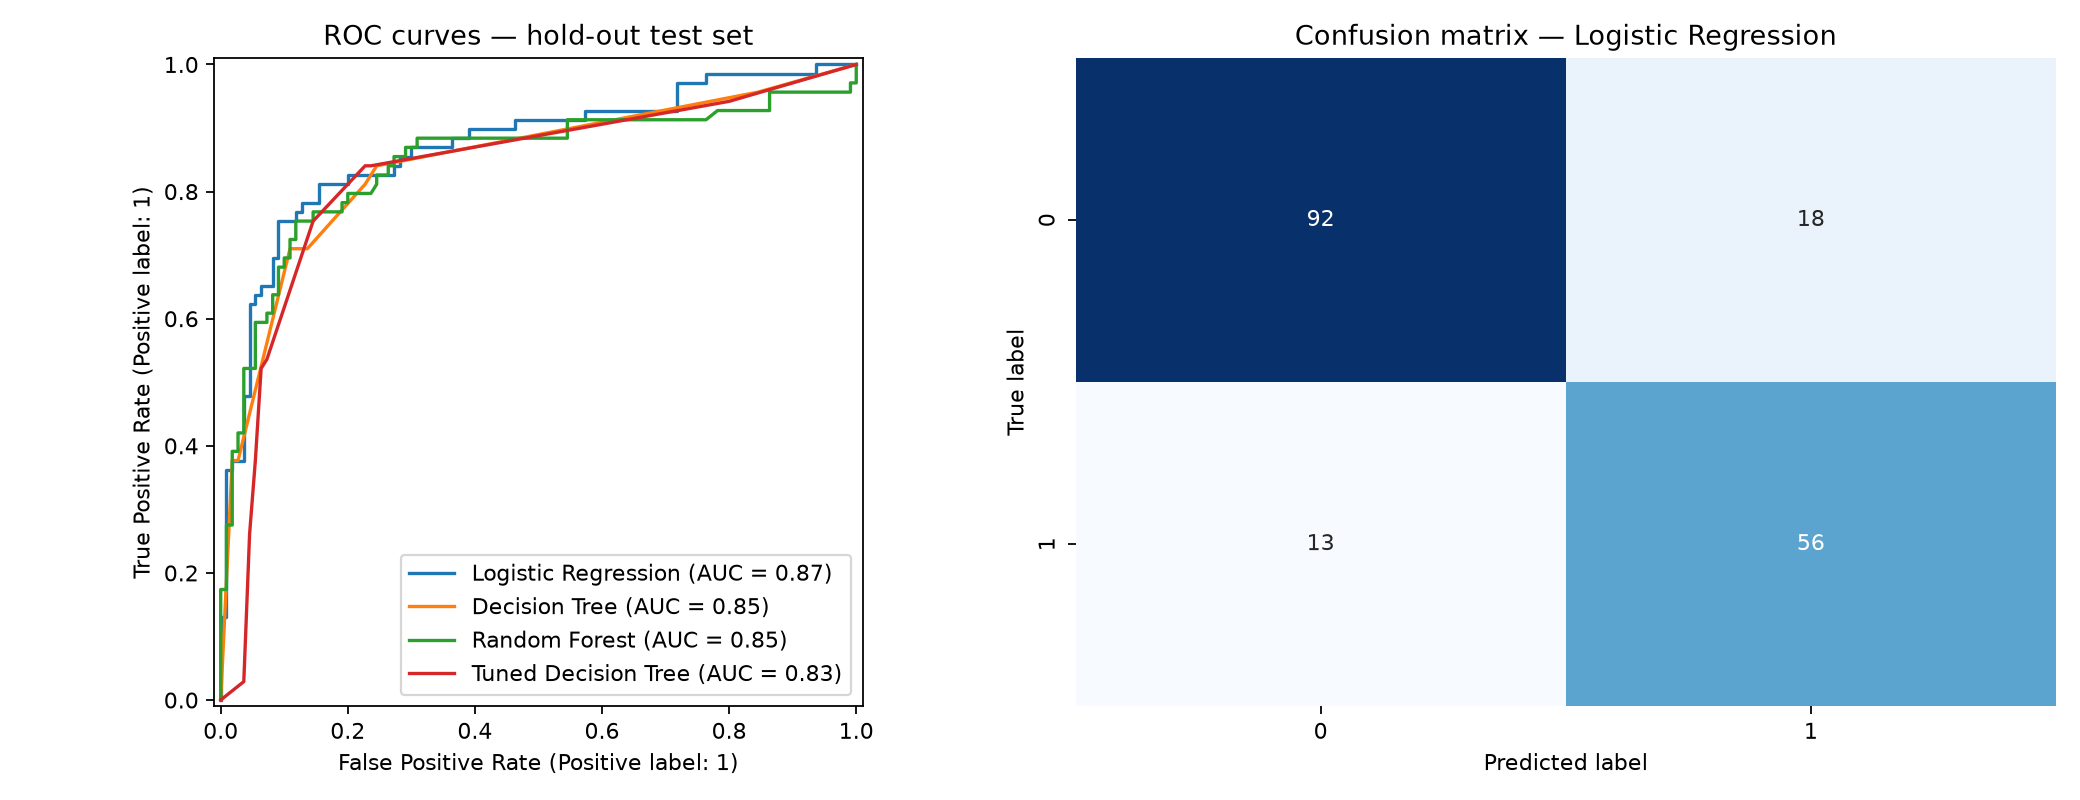 ROC curves — hold-out test set
True Positive Rate (Positive label: 1)
1.0
0.8
0.6
0.4
0.2
0.0
Logistic Regression (AUC = 0.87)
Decision Tree (AUC = 0.85)
Random Forest (AUC = 0.85)
Tuned Decision Tree (AUC = 0.83)
0.0 0.2 0.4 0.6 0.8 1.0
False Positive Rate (Positive label: 1)
Confusion matrix — Logistic Regression
True label
0
92 18
1
13 56
0 1
Predicted label